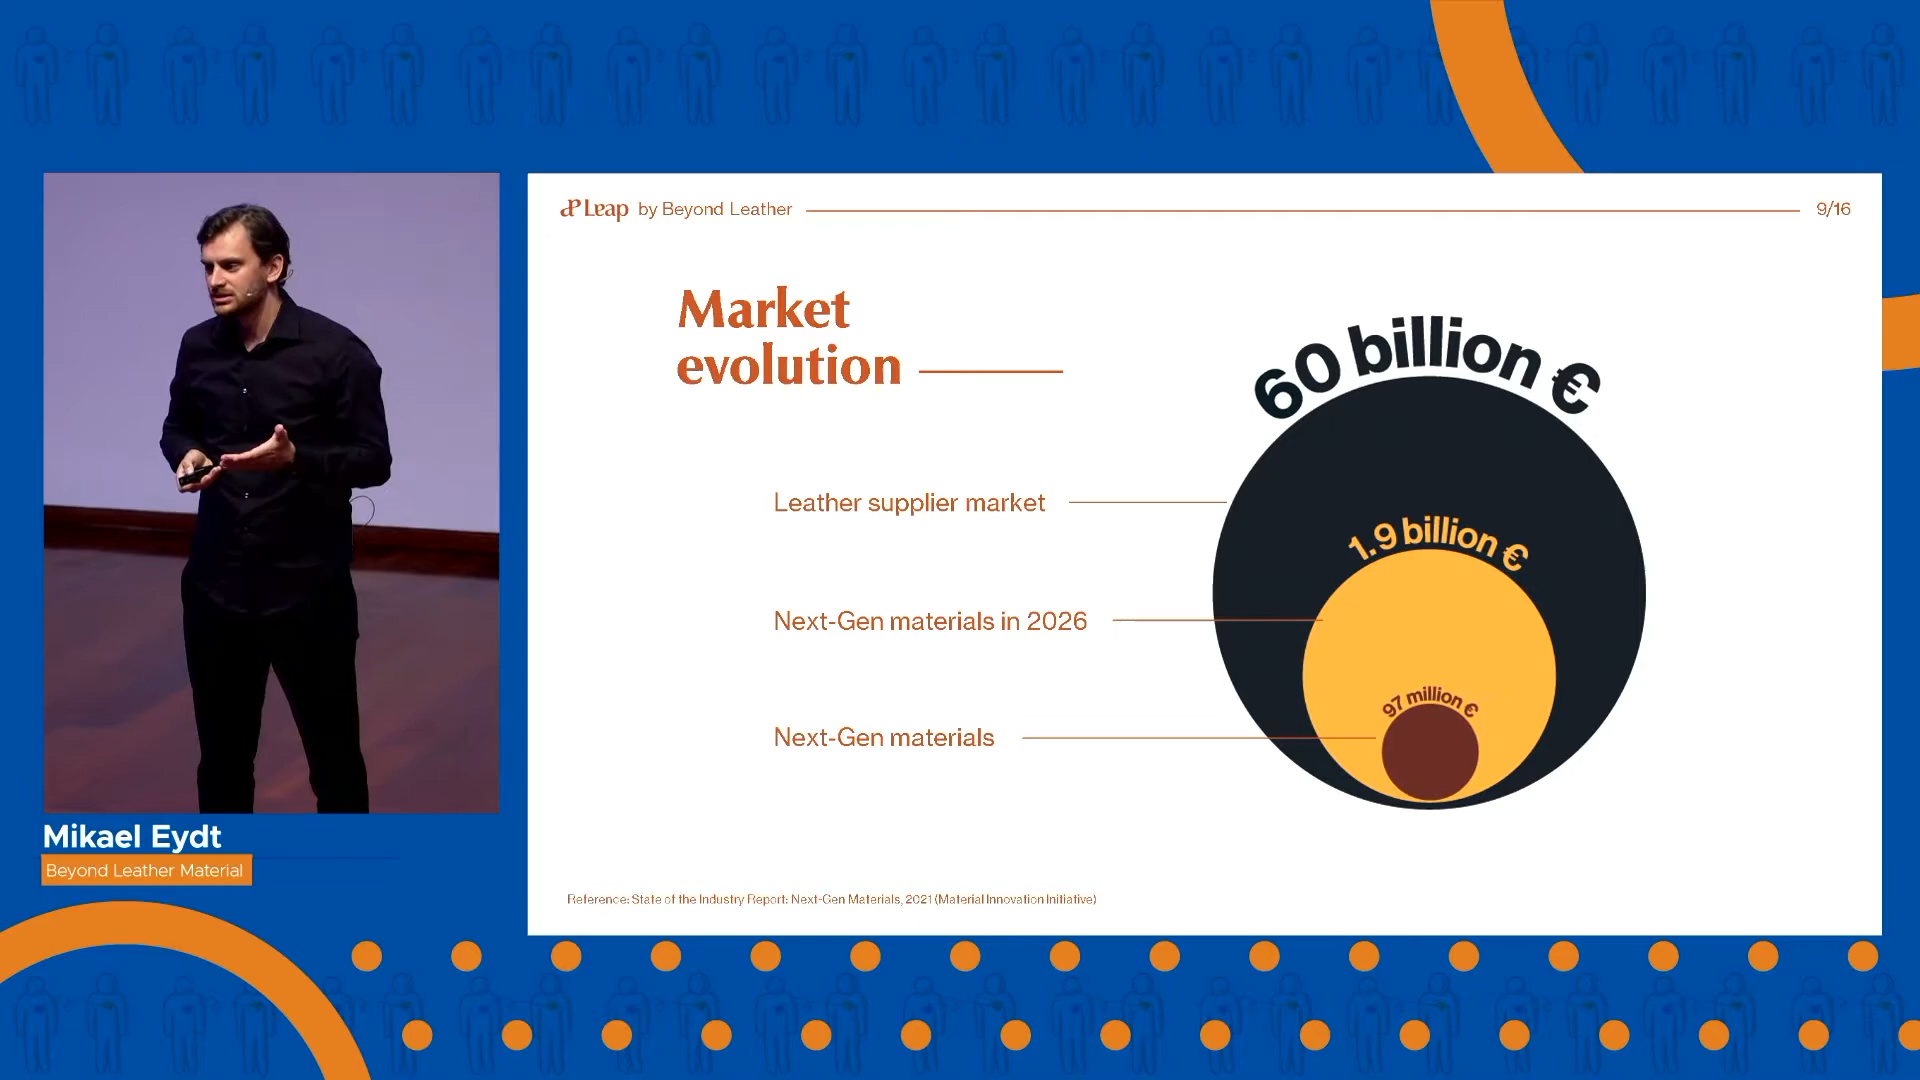 Leap by Beyond Leather
9/16
Market
evolution
60 billion €
Leather supplier market
1.9 billion €
Next-Gen materials in 2026
97 million €
Next-Gen materials
Reference: State of the Industry Report: Next-Gen Materials, 2021 (Material Innovation Initiative)
Mikael Eydt
Beyond Leather Material